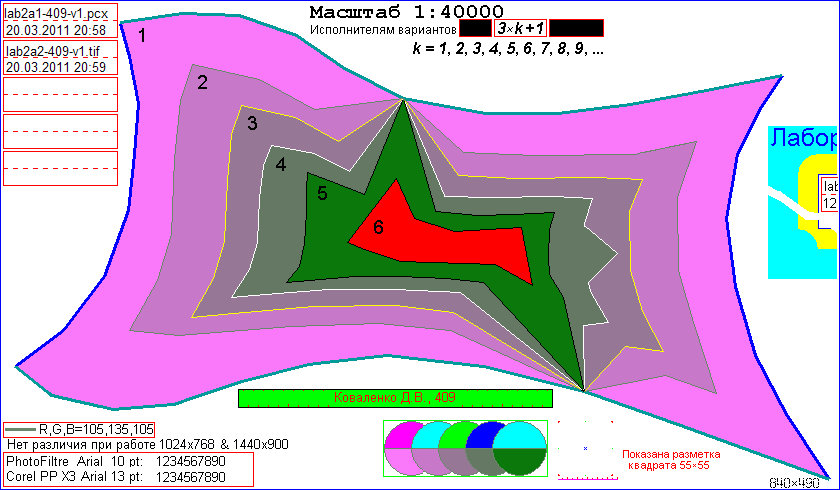 lab2a1-409-v1.pcx
20.03.2011 20:58
lab2a2-409-v1.tif
20.03.2011 20:59
Масштаб 1:40000
Исполнителям вариантов 3×k+1
k = 1, 2, 3, 4, 5, 6, 7, 8, 9, ...
1
2
3
4
5
6
Лабор
lab
12
Коваленко Д.В., 409
R,G,B=105,135,105
Нет различия при работе 1024x768 & 1440x900
PhotoFiltre Arial 10 pt: 1234567890
Corel PP X3 Arial 13 pt: 1234567890
Показана разметка
квадрата 55×55
840×490